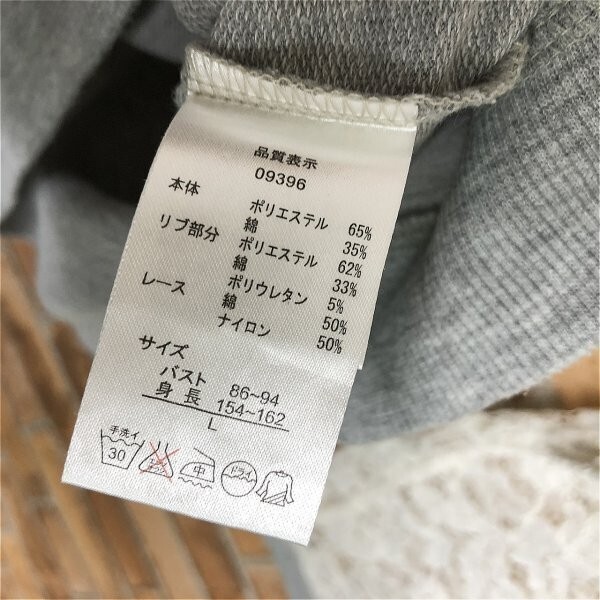 品質表示
09396
本体 ポリエステル 65%
綿 35%
リブ部分 ポリエステル 62%
綿 33%
ポリウレタン 5%
レース 綿 50%
ナイロン 50%
サイズ
バスト 86~94
身長 154~162
L
手洗イ 30 中 ドライ